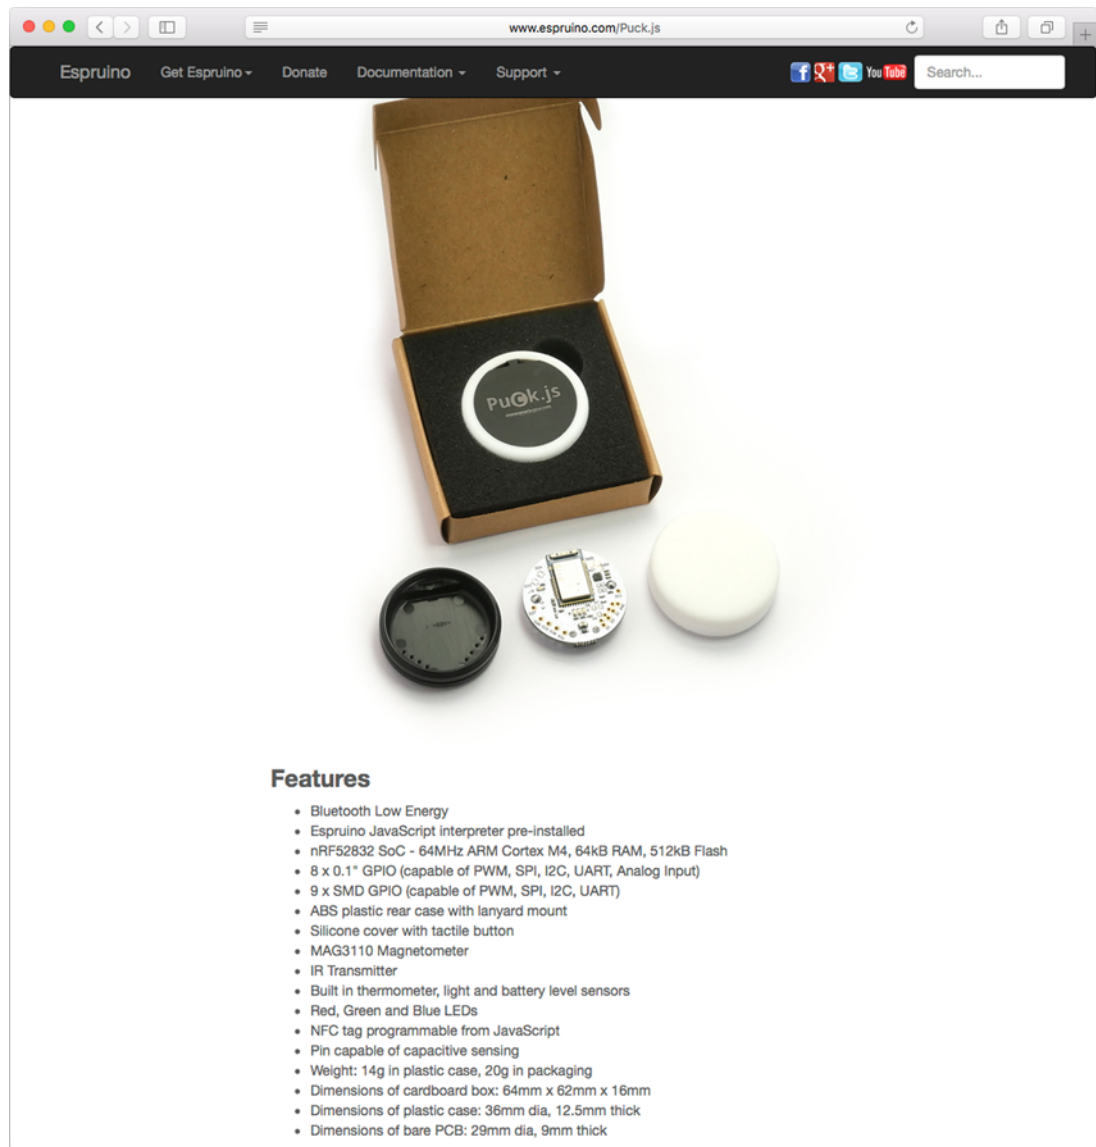 www.espruino.com/Puck.js
Espruino Get Espruino Donate Documentation Support You Tube Search...
Puck.js
Features
Bluetooth Low Energy
Espruino JavaScript interpreter pre-installed
nRF52832 SoC - 64MHz ARM Cortex M4, 64kB RAM, 512kB Flash
8 x 0.1" GPIO (capable of PWM, SPI, I2C, UART, Analog Input)
9 x SMD GPIO (capable of PWM, SPI, I2C, UART)
ABS plastic rear case with lanyard mount
Silicone cover with tactile button
MAG3110 Magnetometer
IR Transmitter
Built in thermometer, light and battery level sensors
Red, Green and Blue LEDs
NFC tag programmable from JavaScript
Pin capable of capacitive sensing
Weight: 14g in plastic case, 20g in packaging
Dimensions of cardboard box: 64mm x 62mm x 16mm
Dimensions of plastic case: 36mm dia, 12.5mm thick
Dimensions of bare PCB: 29mm dia, 9mm thick